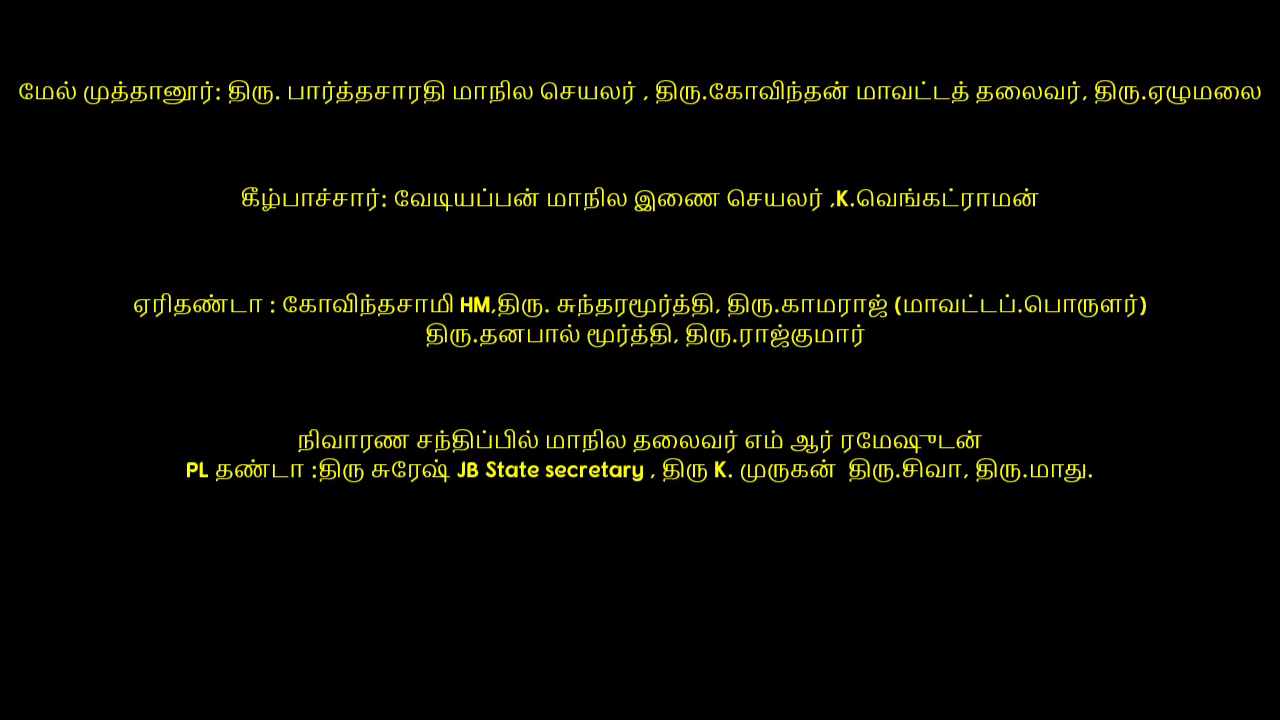 மேல் முத்தானூர்: திரு. பார்த்தசாரதி மாநில செயலர் , திரு.கோவிந்தன் மாவட்டத் தலைவர், திரு.ஏழுமலை
கீழ்பாச்சார்: வேடியப்பன் மாநில இணை செயலர் ,K.வெங்கட்ராமன்
ஏரிதண்டா : கோவிந்தசாமி HM,திரு. சுந்தரமூர்த்தி, திரு.காமராஜ் (மாவட்டப்.பொருளர்)
திரு.தனபால் மூர்த்தி, திரு.ராஜ்குமார்
நிவாரண சந்திப்பில் மாநில தலைவர் எம் ஆர் ரமேஷுடன்
PL தண்டா :திரு சுரேஷ் JB State secretary , திரு K. முருகன்  திரு.சிவா, திரு.மாது.